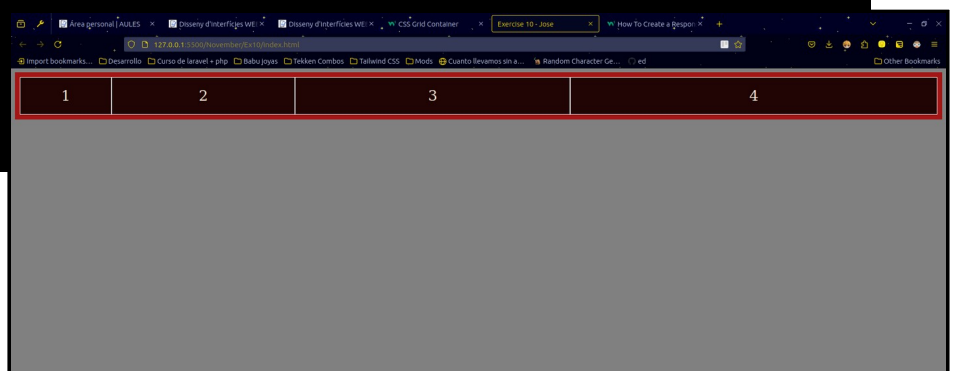 Área personal | AULES
Disseny d'Interfícies WEB
Disseny d'Interfícies WEB
CSS Grid Container
Exercise 10 - Jose
How To Create a Respon
127.0.0.1:5500/November/Ex10/index.html
Import bookmarks... Desarrollo Curso de laravel + php Babu joyas Tekken Combos Tailwind CSS Mods Cuanto llevamos sin a... Random Character Ge... ed Other Bookmarks
1 2 3 4